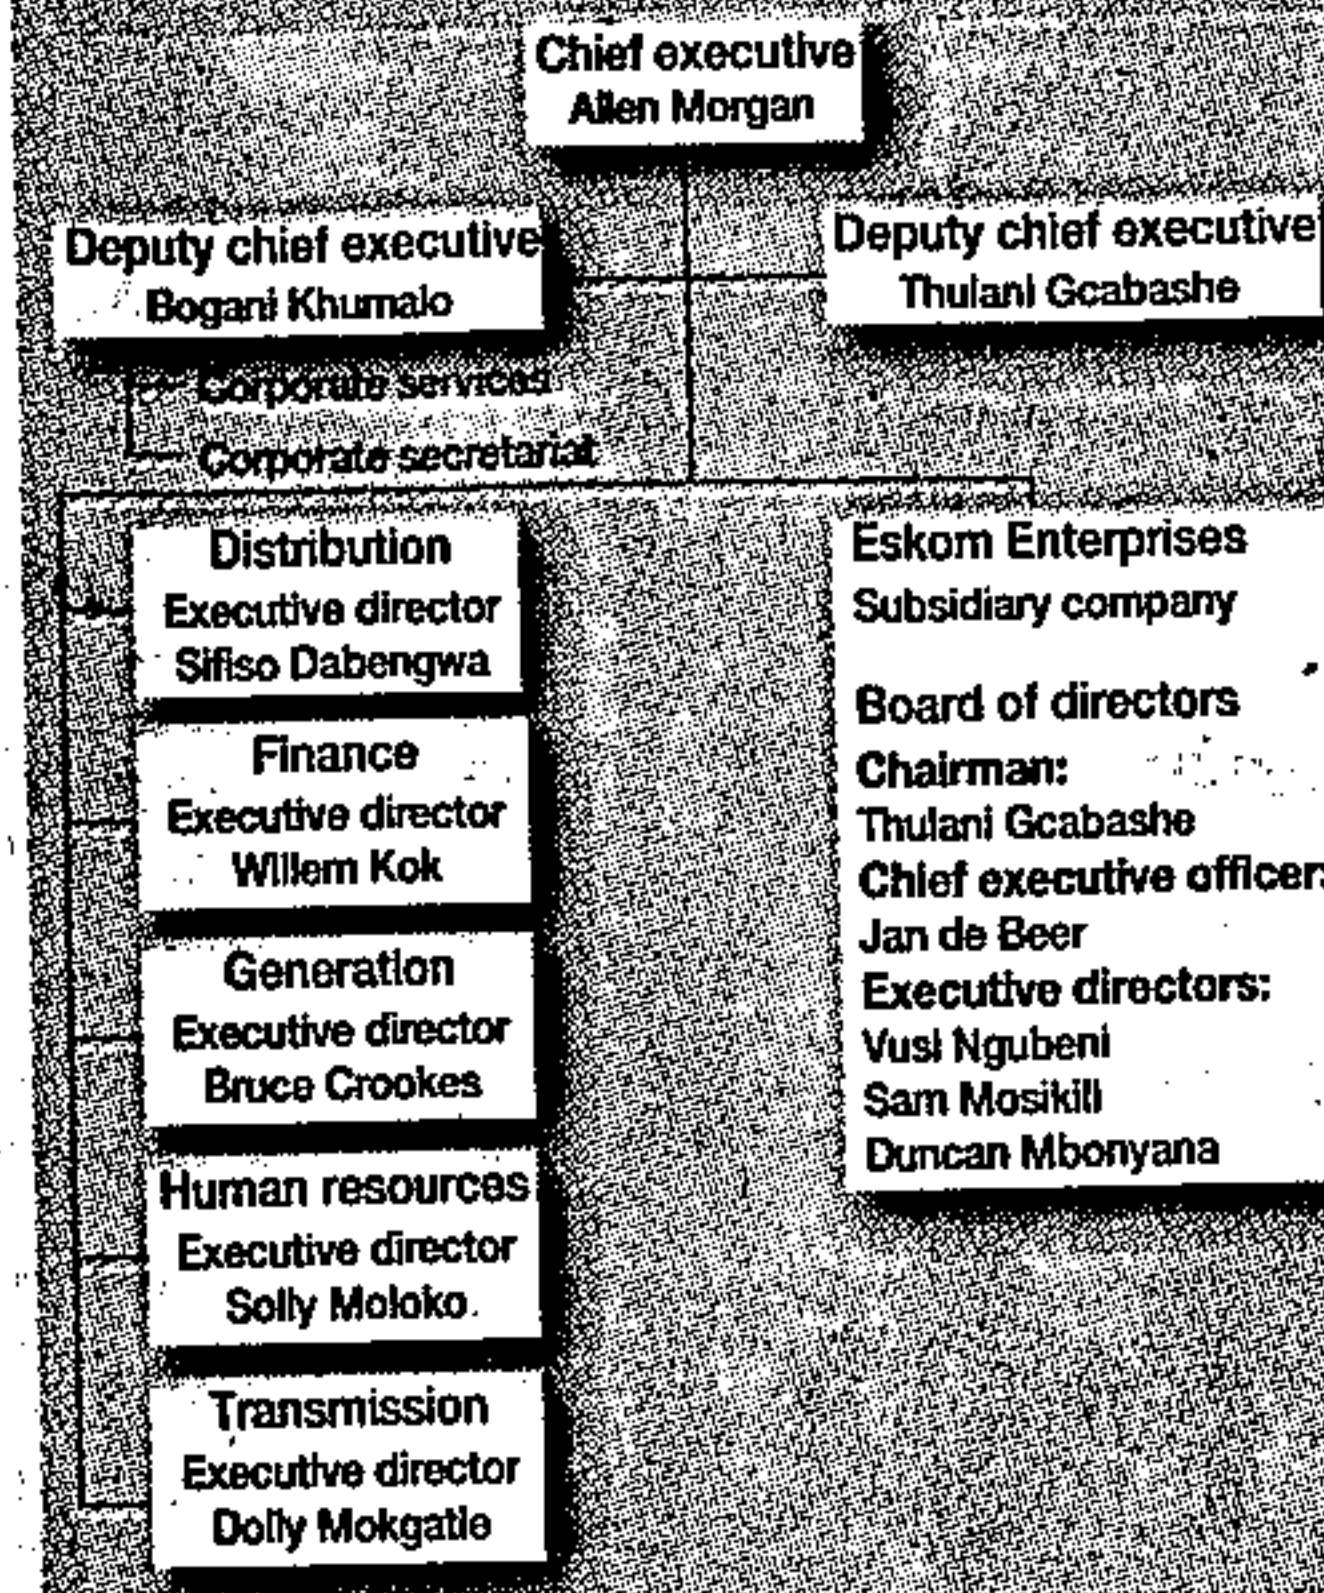 Chief executive
Allen Morgan
Deputy chief executive
Bogani Khumalo
Deputy chief executive
Thulani Gcabashe
Corporate services
Corporate secretariat
Distribution
Executive director
Sifiso Dabengwa
Finance
Executive director
Willem Kok
Generation
Executive director
Bruce Crookes
Human resources
Executive director
Solly Moloko
Transmission
Executive director
Dolly Mokgatle
Eskom Enterprises
Subsidiary company
Board of directors
Chairman:
Thulani Gcabashe
Chief executive officer:
Jan de Beer
Executive directors:
Vusi Ngubeni
Sam Mosikili
Duncan Mbonyana